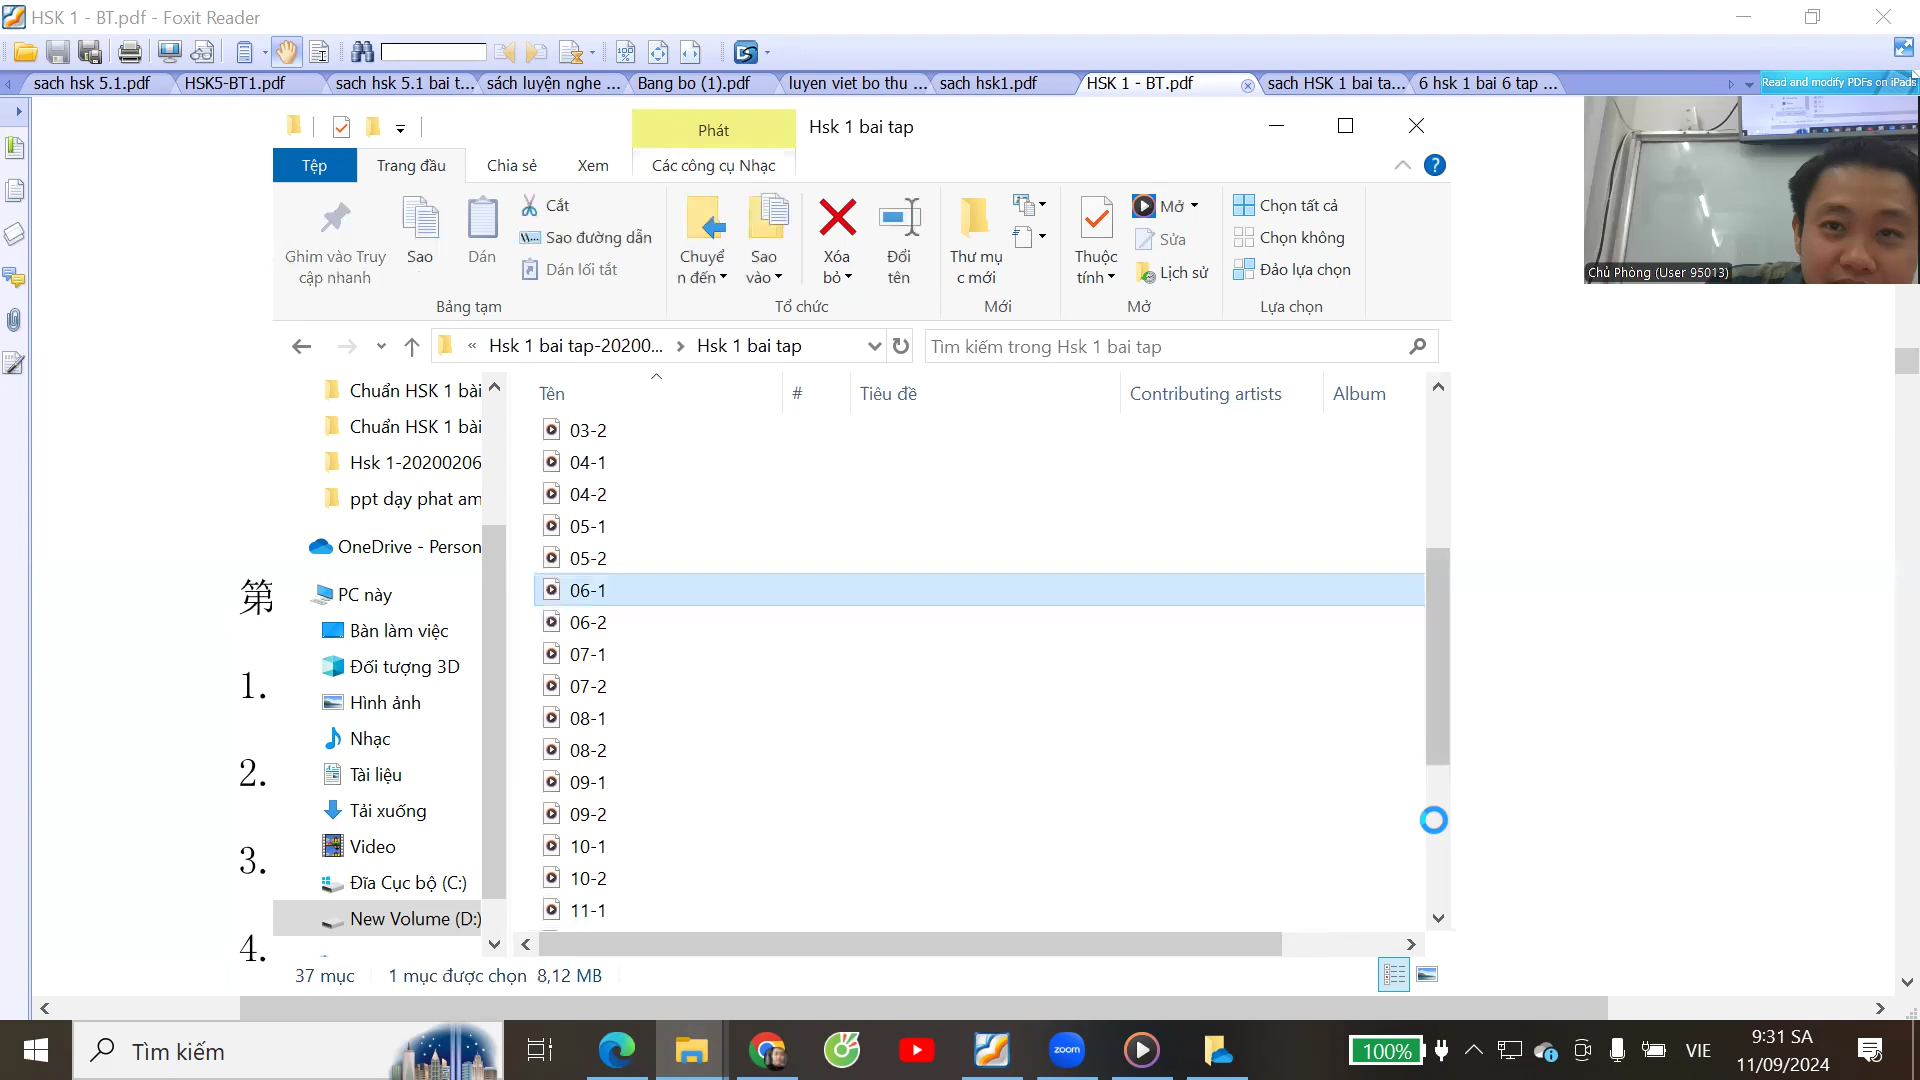 HSK 1 - BT.pdf - Foxit Reader
sach hsk 5.1.pdf
HSK5-BT1.pdf
sach hsk 5.1 bai t...
sách luyện nghe ...
Bang bo (1).pdf
luyen viet bo thu ...
sach hsk1.pdf
HSK 1 - BT.pdf
sach HSK 1 bai ta...
6 hsk 1 bai 6 tap ...
Read and modify PDFs on iPads
Phát
Hsk 1 bai tap
Tệp
Trang đầu
Chia sẻ
Xem
Các công cụ Nhạc
Ghim vào Truy cập nhanh
Sao
Dán
Cắt
Sao đường dẫn
Dán lối tắt
Bảng tạm
Chuyể n đến
Sao vào
Xóa bỏ
Đổi tên
Tổ chức
Thư mụ c mới
Mới
Thuộc tính
Mở
Sửa
Lịch sử
Mở
Chọn tất cả
Chọn không
Đảo lựa chọn
Lựa chọn
Chủ Phòng (User 95013)
« Hsk 1 bai tap-20200... > Hsk 1 bai tap
Tìm kiếm trong Hsk 1 bai tap
Chuẩn HSK 1 bài
Chuẩn HSK 1 bài
Hsk 1-20200206
ppt dạy phat am
OneDrive - Person
PC này
Bàn làm việc
Đối tượng 3D
Hình ảnh
Nhạc
Tài liệu
Tải xuống
Video
Đĩa Cục bộ (C:)
New Volume (D:)
Tên
#
Tiêu đề
Contributing artists
Album
03-2
04-1
04-2
05-1
05-2
06-1
06-2
07-1
07-2
08-1
08-2
09-1
09-2
10-1
10-2
11-1
第
1.
2.
3.
4.
37 mục
1 mục được chọn 8,12 MB
Tìm kiếm
zoom
100%
VIE
9:31 SA
11/09/2024